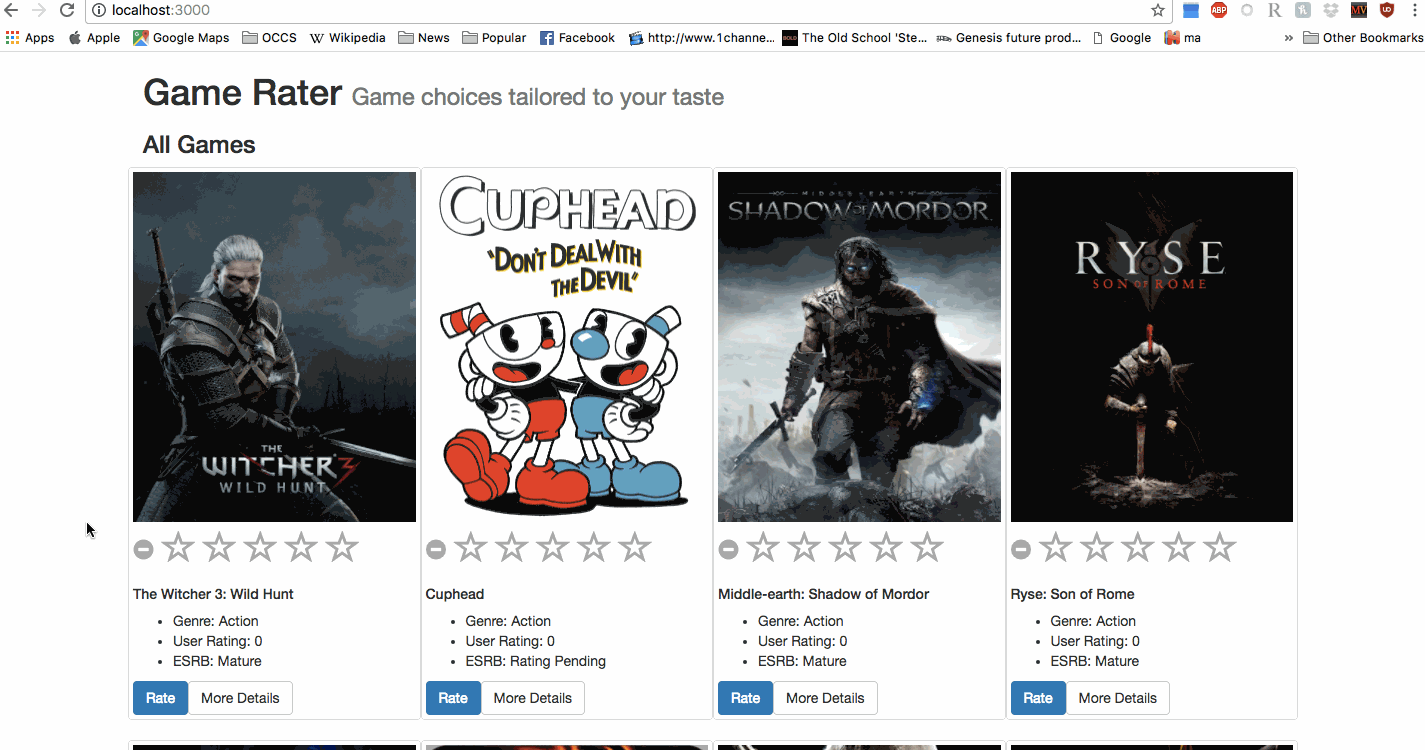 localhost:3000
ABP R MV
Apps Apple Google Maps OCCS W Wikipedia News Popular Facebook http://www.1channe... BOLD The Old School 'Ste... Genesis future prod... Google ma » Other Bookmarks
Game Rater Game choices tailored to your taste
All Games
THE
WITCHER 3
WILD HUNT
CUPHEAD
"DON'T DEAL WITH
THE DEVIL"
MIDDLE-EARTH
SHADOW OF MORDOR
RYSE
SON OF ROME
The Witcher 3: Wild Hunt
Genre: Action
User Rating: 0
ESRB: Mature
Rate More Details
Cuphead
Genre: Action
User Rating: 0
ESRB: Rating Pending
Rate More Details
Middle-earth: Shadow of Mordor
Genre: Action
User Rating: 0
ESRB: Mature
Rate More Details
Ryse: Son of Rome
Genre: Action
User Rating: 0
ESRB: Mature
Rate More Details